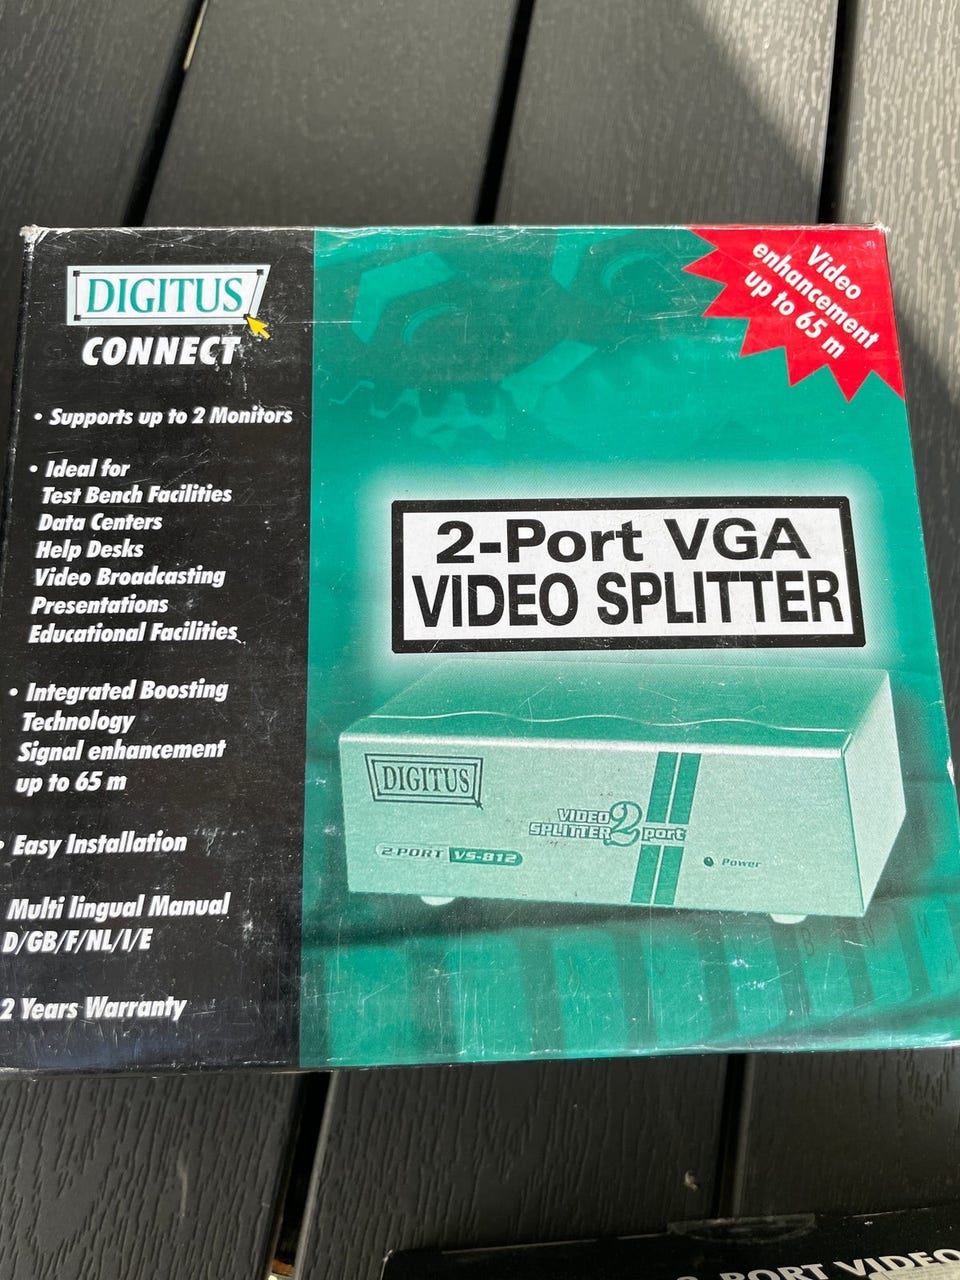 DIGITUS
CONNECT
• Supports up to 2 Monitors
• Ideal for
Test Bench Facilities
Data Centers
Help Desks
Video Broadcasting
Presentations
Educational Facilities
• Integrated Boosting
Technology
Signal enhancement
up to 65 m
• Easy Installation
Multi lingual Manual
D/GB/F/NL/I/E
2 Years Warranty
Video
enhancement
up to 65 m
2-Port VGA
VIDEO SPLITTER
DIGITUS
VIDEO
SPLITTER 2 port
2-PORT VS-812
Power
-PORT VIDEO